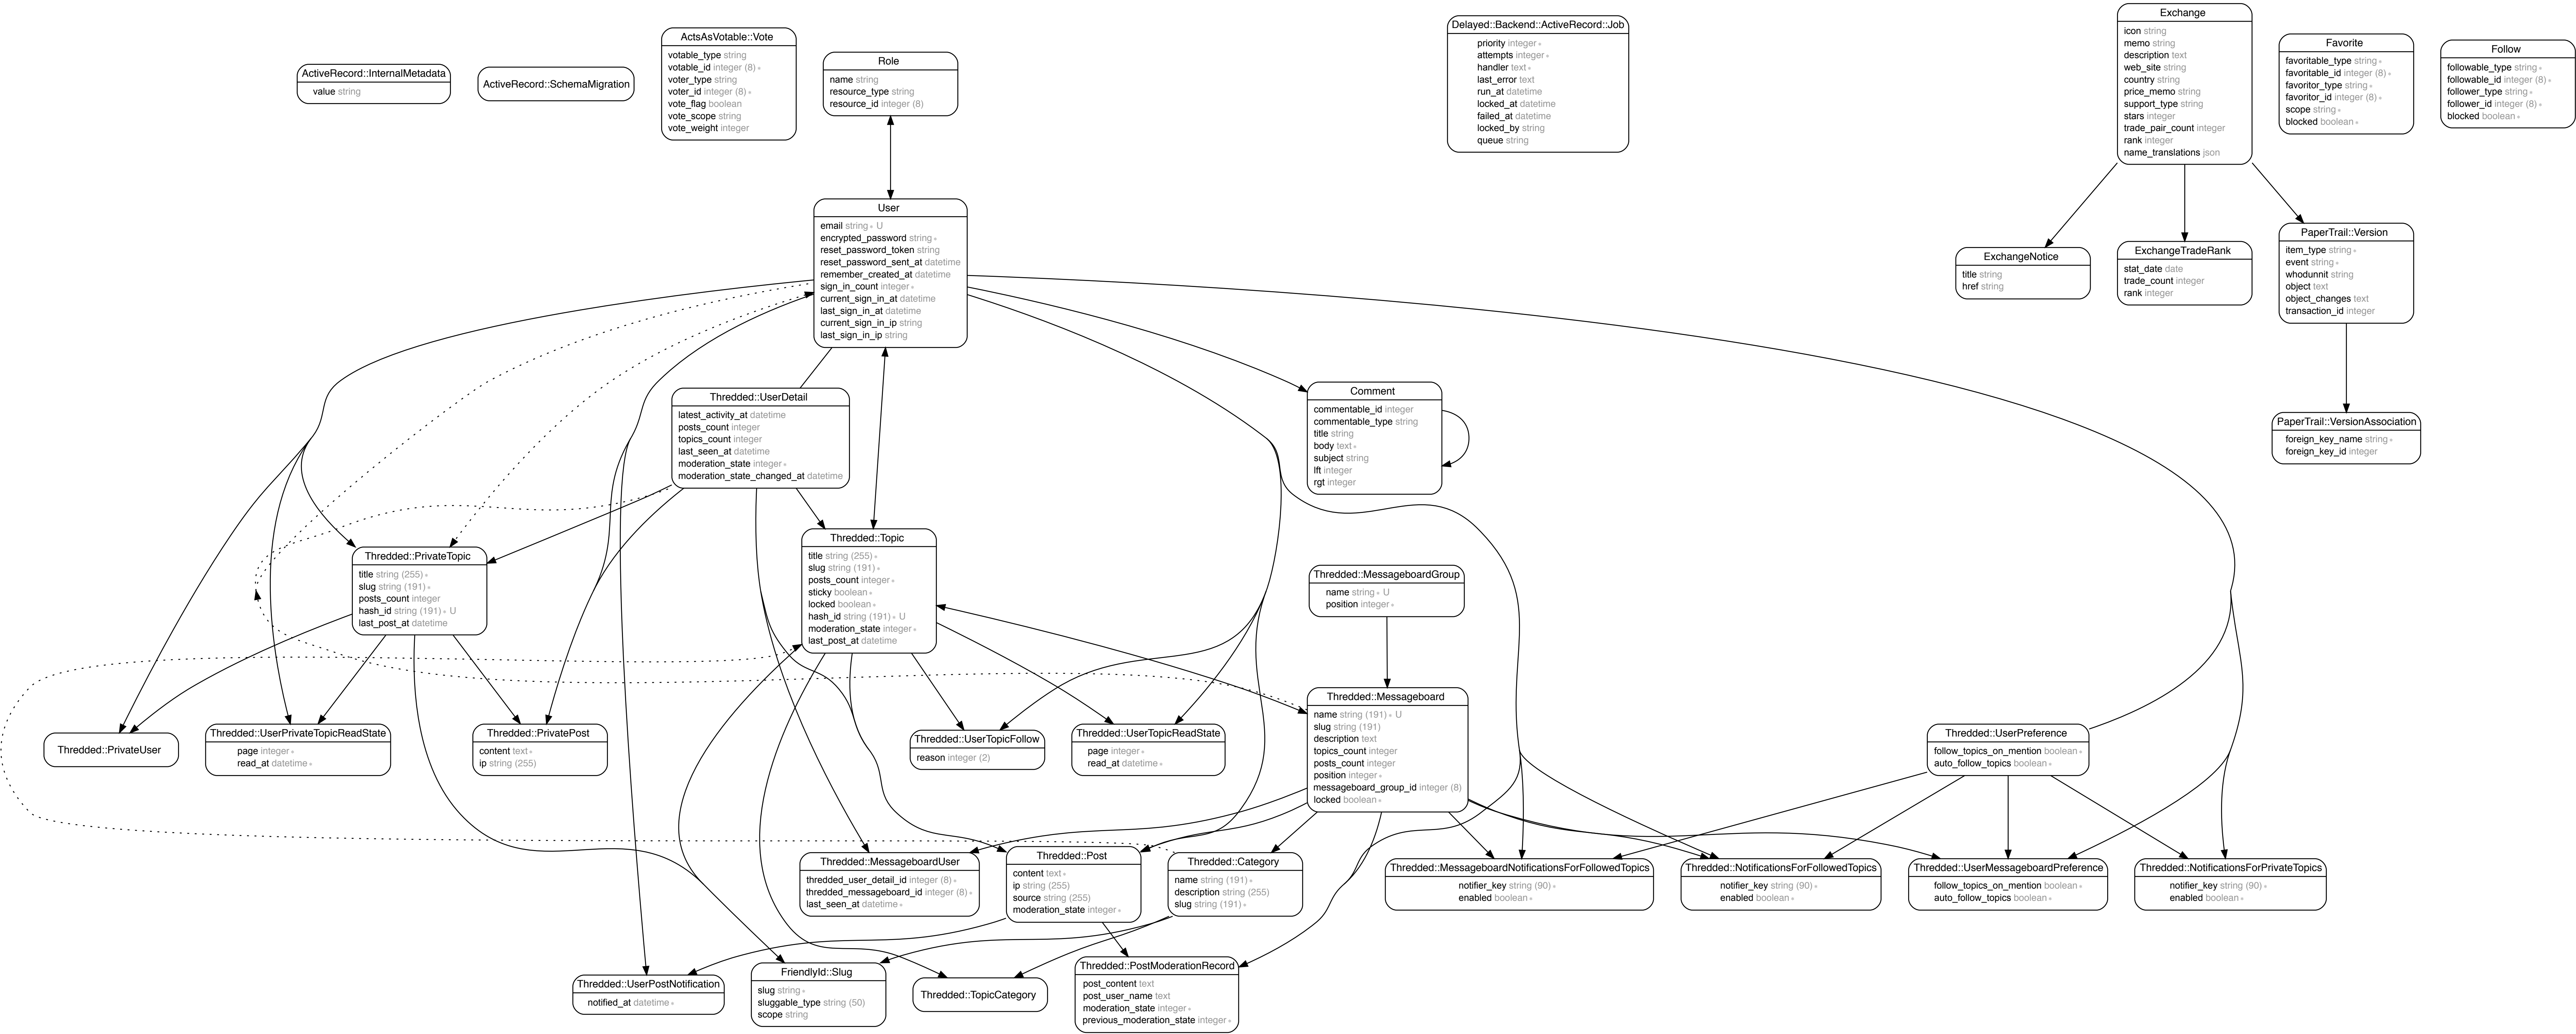 ActiveRecord::InternalMetadata
value string
ActiveRecord::SchemaMigration
ActsAsVotable::Vote
votable_type string
votable_id integer (8) ∗
voter_type string
voter_id integer (8) ∗
vote_flag boolean
vote_scope string
vote_weight integer
Role
name string
resource_type string
resource_id integer (8)
Delayed::Backend::ActiveRecord::Job
priority integer ∗
attempts integer ∗
handler text ∗
last_error text
run_at datetime
locked_at datetime
failed_at datetime
locked_by string
queue string
Exchange
icon string
memo string
description text
web_site string
country string
price_memo string
support_type string
stars integer
trade_pair_count integer
rank integer
name_translations json
Favorite
favoritable_type string ∗
favoritable_id integer (8) ∗
favoritor_type string ∗
favoritor_id integer (8) ∗
scope string ∗
blocked boolean ∗
Follow
followable_type string ∗
followable_id integer (8) ∗
follower_type string ∗
follower_id integer (8) ∗
blocked boolean ∗
User
email string ∗ U
encrypted_password string ∗
reset_password_token string
reset_password_sent_at datetime
remember_created_at datetime
sign_in_count integer ∗
current_sign_in_at datetime
last_sign_in_at datetime
current_sign_in_ip string
last_sign_in_ip string
ExchangeNotice
title string
href string
ExchangeTradeRank
stat_date date
trade_count integer
rank integer
PaperTrail::Version
item_type string ∗
event string ∗
whodunnit string
object text
object_changes text
transaction_id integer
Thredded::UserDetail
latest_activity_at datetime
posts_count integer
topics_count integer
last_seen_at datetime
moderation_state integer ∗
moderation_state_changed_at datetime
Comment
commentable_id integer
commentable_type string
title string
body text ∗
subject string
lft integer
rgt integer
PaperTrail::VersionAssociation
foreign_key_name string ∗
foreign_key_id integer
Thredded::PrivateTopic
title string (255) ∗
slug string (191) ∗
posts_count integer
hash_id string (191) ∗ U
last_post_at datetime
Thredded::Topic
title string (255) ∗
slug string (191) ∗
posts_count integer ∗
sticky boolean ∗
locked boolean ∗
hash_id string (191) ∗ U
moderation_state integer ∗
last_post_at datetime
Thredded::MessageboardGroup
name string ∗ U
position integer ∗
Thredded::PrivateUser
Thredded::UserPrivateTopicReadState
page integer ∗
read_at datetime ∗
Thredded::PrivatePost
content text ∗
ip string (255)
Thredded::UserTopicFollow
reason integer (2)
Thredded::UserTopicReadState
page integer ∗
read_at datetime ∗
Thredded::Messageboard
name string (191) ∗ U
slug string (191)
description text
topics_count integer
posts_count integer
position integer ∗
messageboard_group_id integer (8)
locked boolean ∗
Thredded::UserPreference
follow_topics_on_mention boolean ∗
auto_follow_topics boolean ∗
Thredded::MessageboardUser
thredded_user_detail_id integer (8) ∗
thredded_messageboard_id integer (8) ∗
last_seen_at datetime ∗
Thredded::Post
content text ∗
ip string (255)
source string (255)
moderation_state integer ∗
Thredded::Category
name string (191) ∗
description string (255)
slug string (191) ∗
Thredded::MessageboardNotificationsForFollowedTopics
notifier_key string (90) ∗
enabled boolean ∗
Thredded::NotificationsForFollowedTopics
notifier_key string (90) ∗
enabled boolean ∗
Thredded::UserMessageboardPreference
follow_topics_on_mention boolean ∗
auto_follow_topics boolean ∗
Thredded::NotificationsForPrivateTopics
notifier_key string (90) ∗
enabled boolean ∗
Thredded::UserPostNotification
notified_at datetime ∗
FriendlyId::Slug
slug string ∗
sluggable_type string (50)
scope string
Thredded::TopicCategory
Thredded::PostModerationRecord
post_content text
post_user_name text
moderation_state integer ∗
previous_moderation_state integer ∗